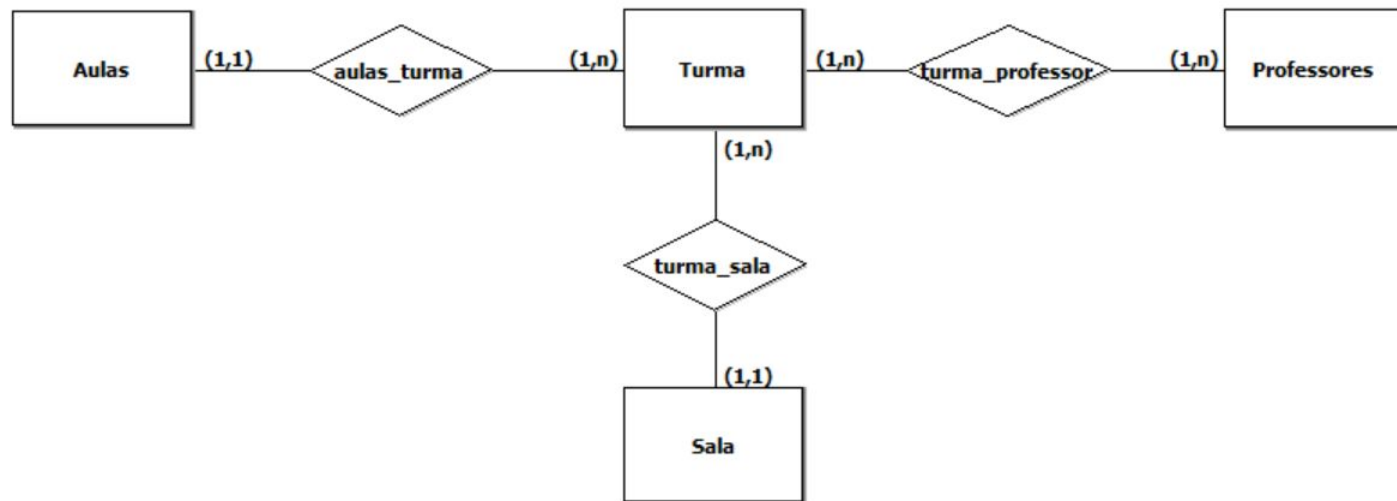 Aulas
(1,1)
aulas_turma
(1,n)
Turma
(1,n)
turma_professor
(1,n)
Professores
(1,n)
turma_sala
(1,1)
Sala